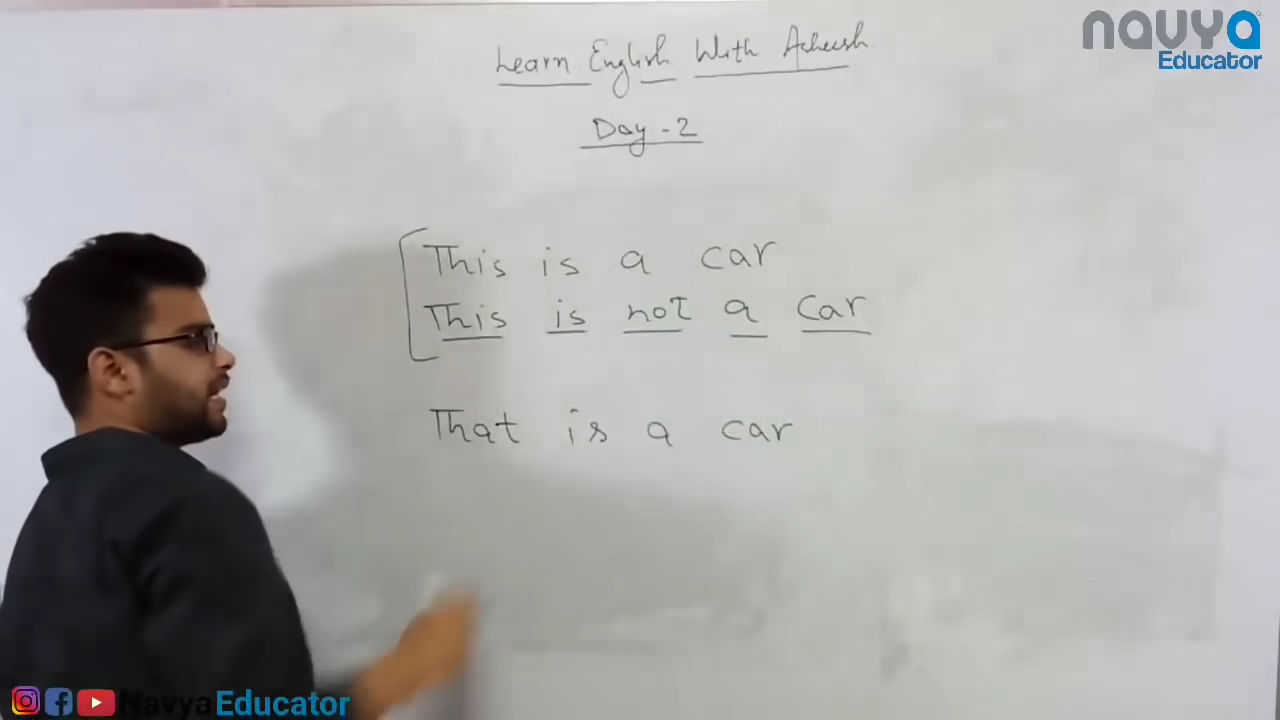 navya
Educator
Learn English With Asheesh.
Day - 2
This is a car
This is not a car
That is a car
Navya Educator